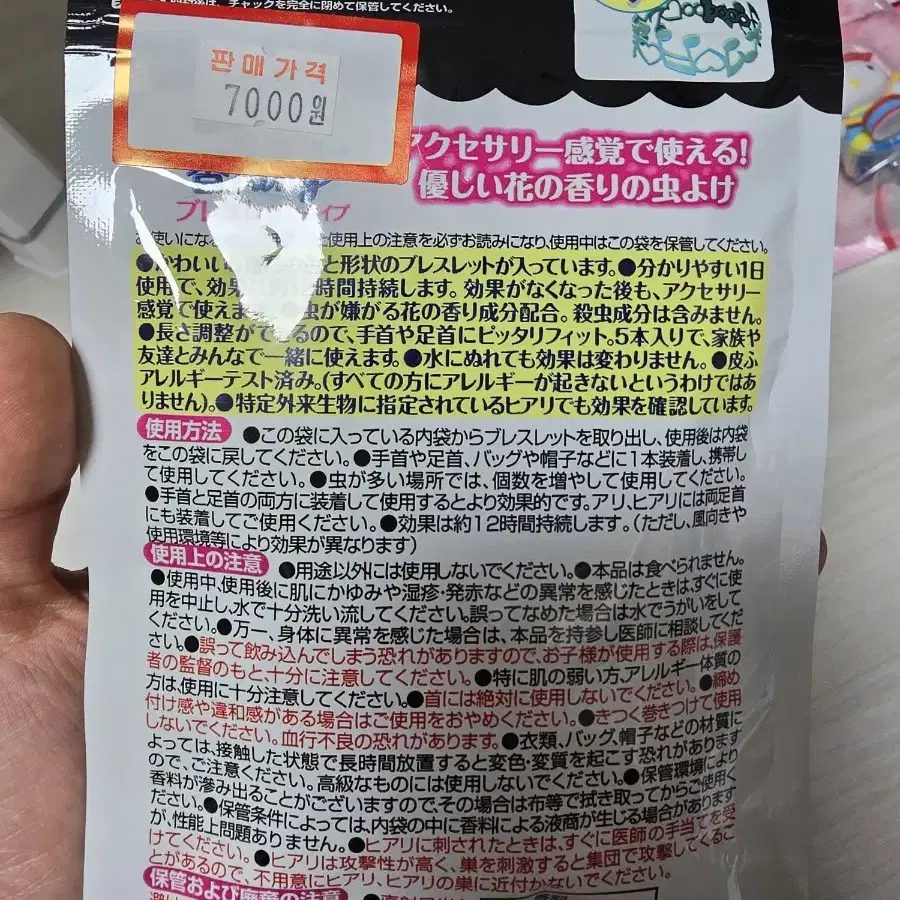 は、チャックを完全に閉めて保管してください。
판매가격
7000원
アクセサリー感覚で使える!
優しい花の香りの虫よけ
使用上の注意を必ずお読みになり、使用中はこの袋を保管してください。
と形状のブレスレットが入っています。●分かりやすい1日
使用で、効果 時間持続します。効果がなくなった後も、アクセサリー
感覚で使えます 虫が嫌がる花の香り成分配合。殺虫成分は含みません。
●長さ調整ができるので、手首や足首にピッタリフィット。5本入りで、家族や
友達とみんなで一緒に使えます。●水にぬれても効果は変わりません。●皮ふ
アレルギーテスト済み。(すべての方にアレルギーが起きないというわけではあ
りません)。●特定外来生物に指定されているヒアリでも効果を確認しています。
使用方法 ●この袋に入っている内袋からブレスレットを取り出し、使用後は内袋
をこの袋に戻してください。●手首や足首、バッグや帽子などに1本装着し、携帯し
て使用してください。●虫が多い場所では、個数を増やして使用してください。
●手首と足首の両方に装着して使用するとより効果的です。アリ、ヒアリには両足首
にも装着してご使用ください。●効果は約12時間持続します。(ただし、風向きや
使用環境等により効果が異なります)
使用上の注意 ●用途以外には使用しないでください。●本品は食べられません。
●使用中、使用後に肌にかゆみや湿疹・発赤などの異常を感じたときは、すぐに使
用を中止し、水で十分洗い流してください。誤ってなめた場合は水でうがいをして
ください。●万一、身体に異常を感じた場合は、本品を持参し医師に相談してくだ
さい。●誤って飲み込んでしまう恐れがありますので、お子様が使用する際は、保護
者の監督のもと、十分に注意してください。●特に肌の弱い方、アレルギー体質の
方は、使用に十分注意してください。●首には絶対に使用しないでください。●締め
付け感や違和感がある場合はご使用をおやめください。●きつく巻きつけて使用
しないでください。血行不良の恐れがあります。●衣類、バッグ、帽子などの材質に
よっては、接触した状態で長時間放置すると変色・変質を起こす恐れがあります
ので、ご注意ください。高級なものには使用しないでください。●保管環境により
香料が滲み出ることがございますのでその場合は布等で拭き取ってからご使用く
ださい。●保管条件によっては、内袋の中に香料による液滴が生じる場合があります
が、性能上問題ありません。●ヒアリに刺されたときは、すぐに医師の手当てを受
けてください。●ヒアリは攻撃性が高く、巣を刺激すると集団で攻撃してくるこ
とがあるので、不用意にヒアリ、ヒアリの巣に近付かないでください。
保管および廃棄の注意